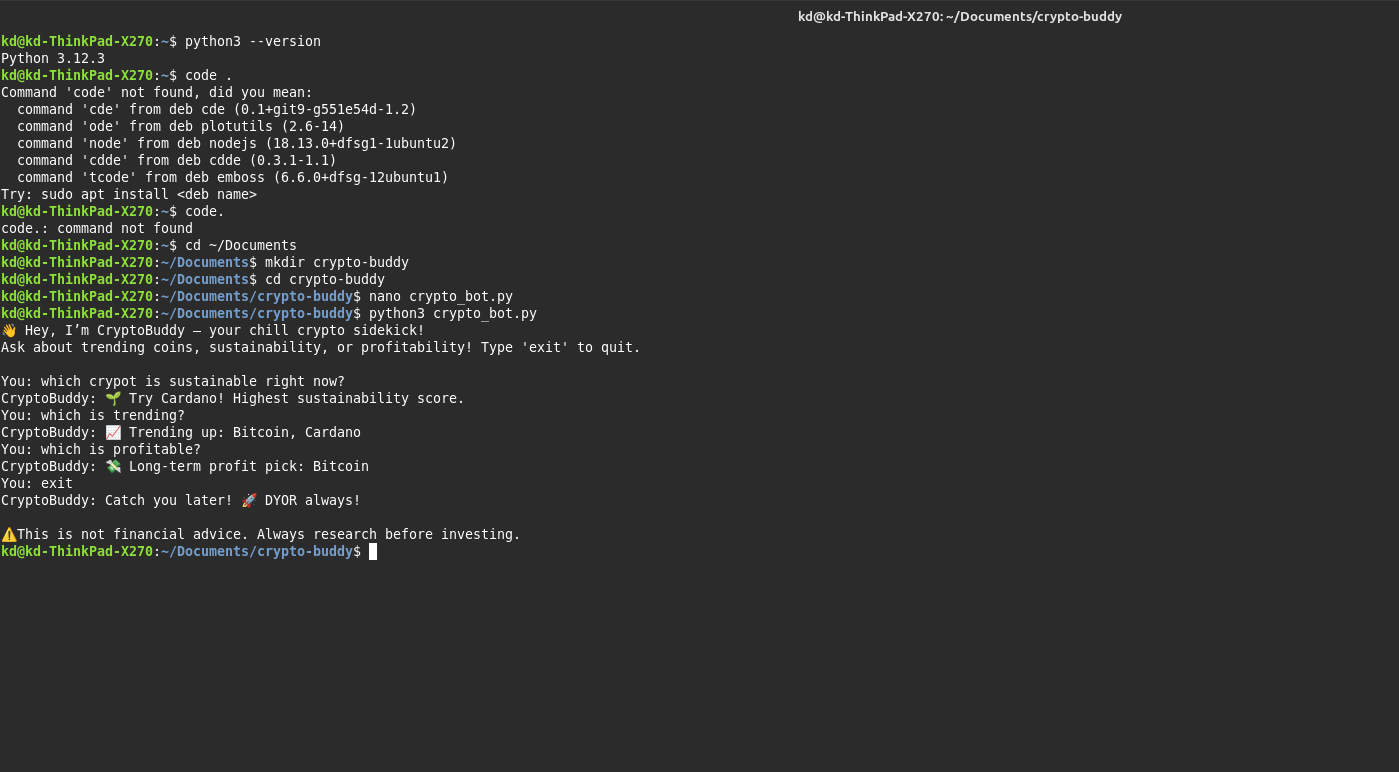 kd@kd-ThinkPad-X270: ~/Documents/crypto-buddy
kd@kd-ThinkPad-X270:~$ python3 --version
Python 3.12.3
kd@kd-ThinkPad-X270:~$ code .
Command 'code' not found, did you mean:
  command 'cde' from deb cde (0.1+git9-g551e54d-1.2)
  command 'ode' from deb plotutils (2.6-14)
  command 'node' from deb nodejs (18.13.0+dfsg1-1ubuntu2)
  command 'cdde' from deb cdde (0.3.1-1.1)
  command 'tcode' from deb emboss (6.6.0+dfsg-12ubuntu1)
Try: sudo apt install <deb name>
kd@kd-ThinkPad-X270:~$ code.
code.: command not found
kd@kd-ThinkPad-X270:~$ cd ~/Documents
kd@kd-ThinkPad-X270:~/Documents$ mkdir crypto-buddy
kd@kd-ThinkPad-X270:~/Documents$ cd crypto-buddy
kd@kd-ThinkPad-X270:~/Documents/crypto-buddy$ nano crypto_bot.py
kd@kd-ThinkPad-X270:~/Documents/crypto-buddy$ python3 crypto_bot.py
👋 Hey, I’m CryptoBuddy – your chill crypto sidekick!
Ask about trending coins, sustainability, or profitability! Type 'exit' to quit.
You: which crypot is sustainable right now?
CryptoBuddy: 🌱 Try Cardano! Highest sustainability score.
You: which is trending?
CryptoBuddy: 📈 Trending up: Bitcoin, Cardano
You: which is profitable?
CryptoBuddy: 💸 Long-term profit pick: Bitcoin
You: exit
CryptoBuddy: Catch you later! 🚀 DYOR always!
⚠️This is not financial advice. Always research before investing.
kd@kd-ThinkPad-X270:~/Documents/crypto-buddy$